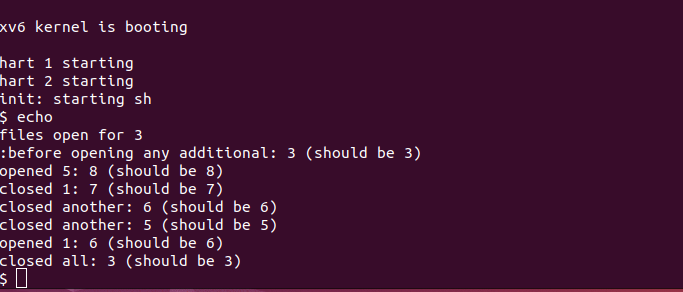 xv6 kernel is booting
hart 1 starting
hart 2 starting
init: starting sh
$ echo
files open for 3
:before opening any additional: 3 (should be 3)
opened 5: 8 (should be 8)
closed 1: 7 (should be 7)
closed another: 6 (should be 6)
closed another: 5 (should be 5)
opened 1: 6 (should be 6)
closed all: 3 (should be 3)
$